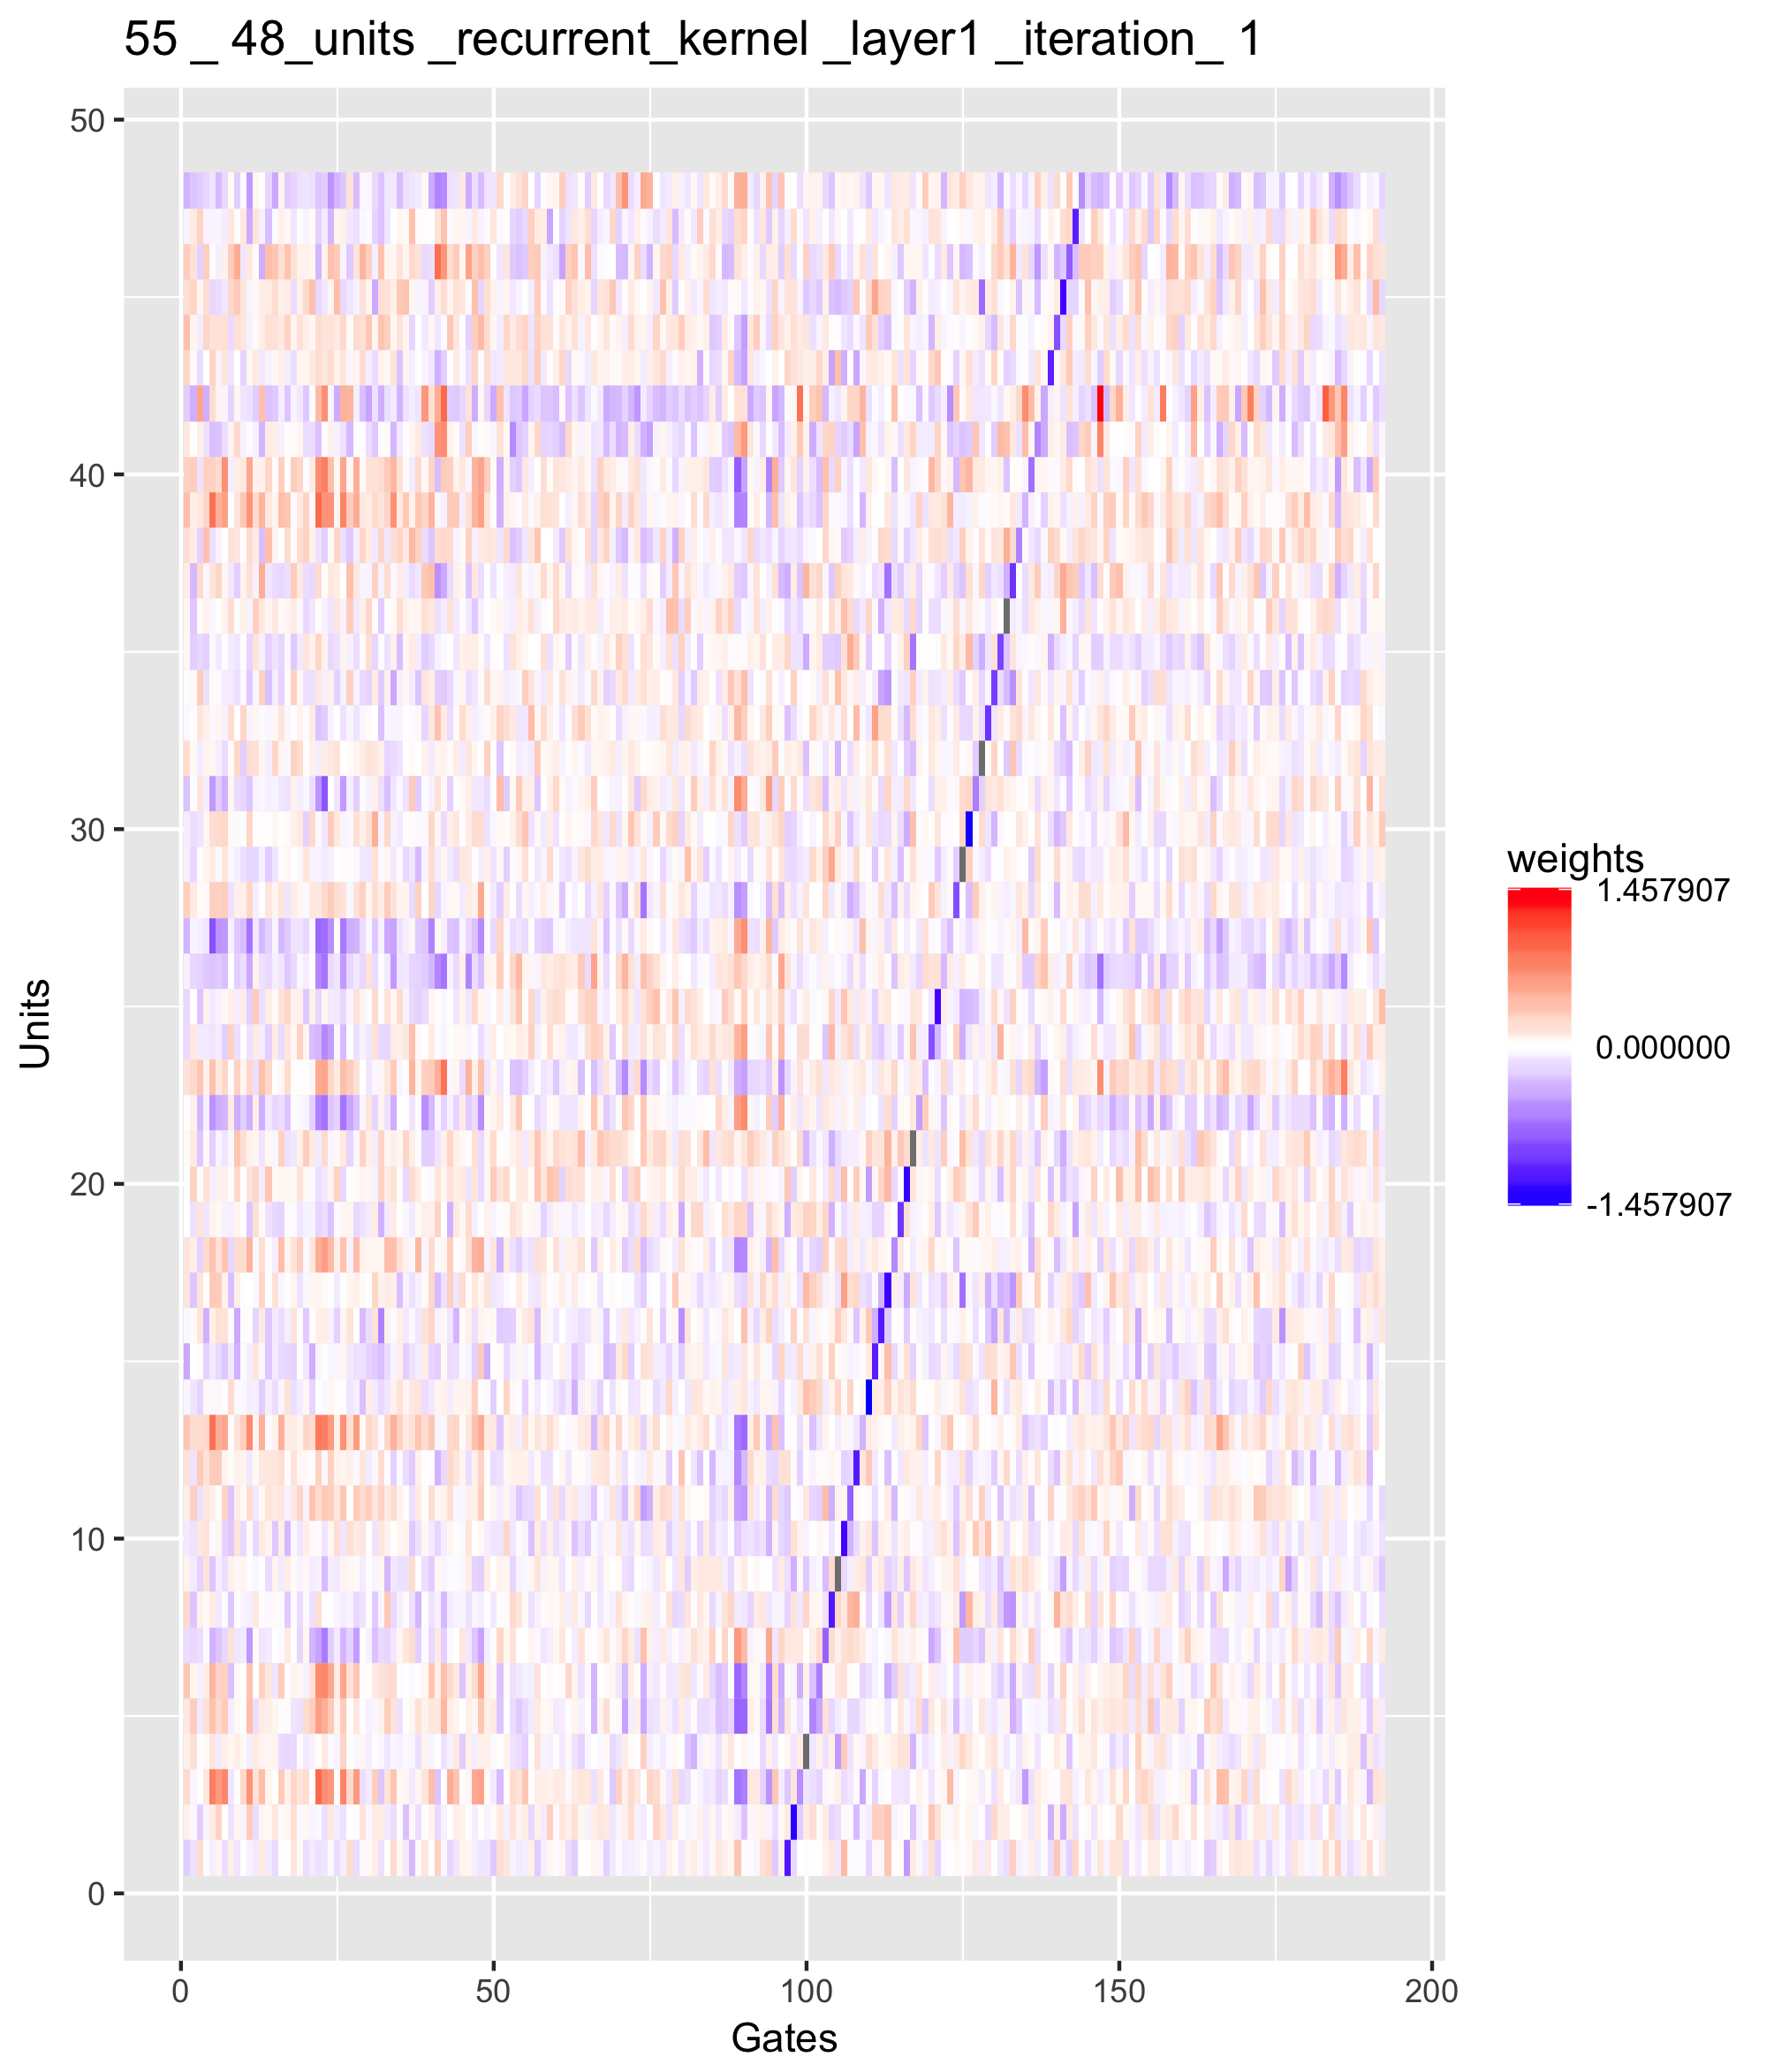 55 _ 48_units _recurrent_kernel _layer1 _iteration_ 1
50
40
30
20
10
0
Units
0 50 100 150 200
Gates
weights
1.457907
0.000000
-1.457907